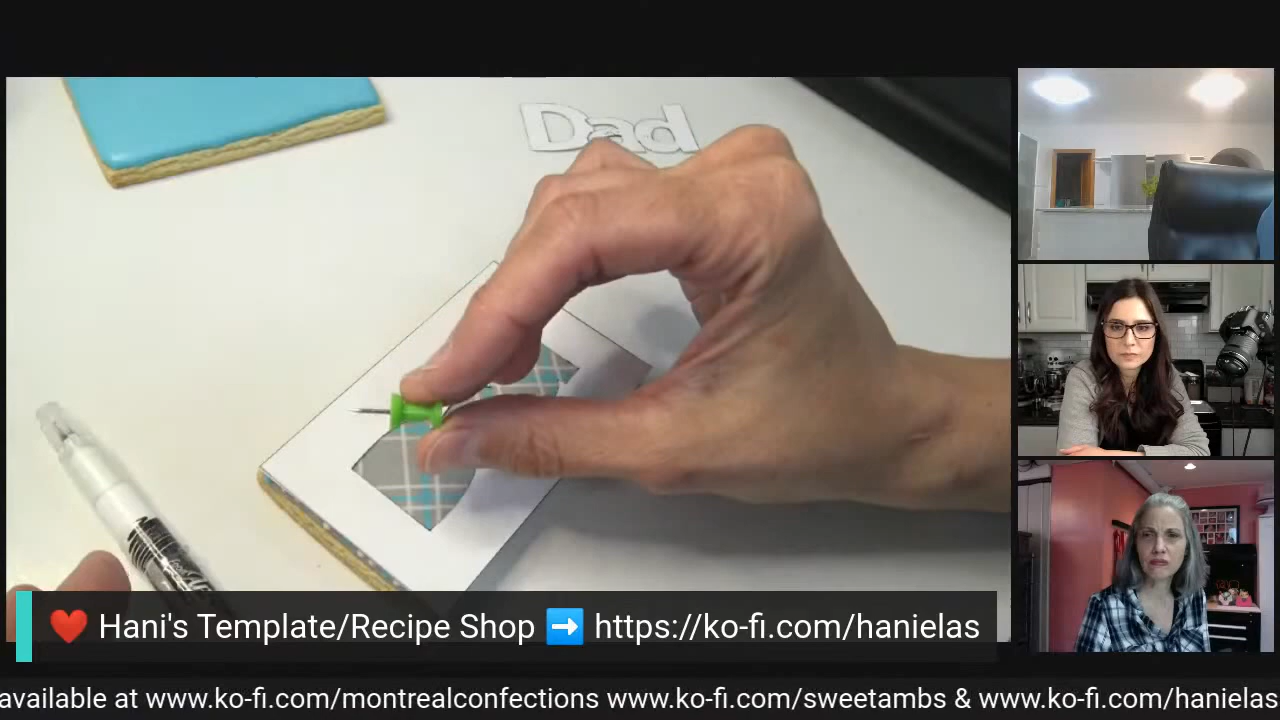 Dad
❤️ Hani's Template/Recipe Shop ➡️ https://ko-fi.com/hanielas
available at www.ko-fi.com/montrealconfections www.ko-fi.com/sweetambs & www.ko-fi.com/hanielas